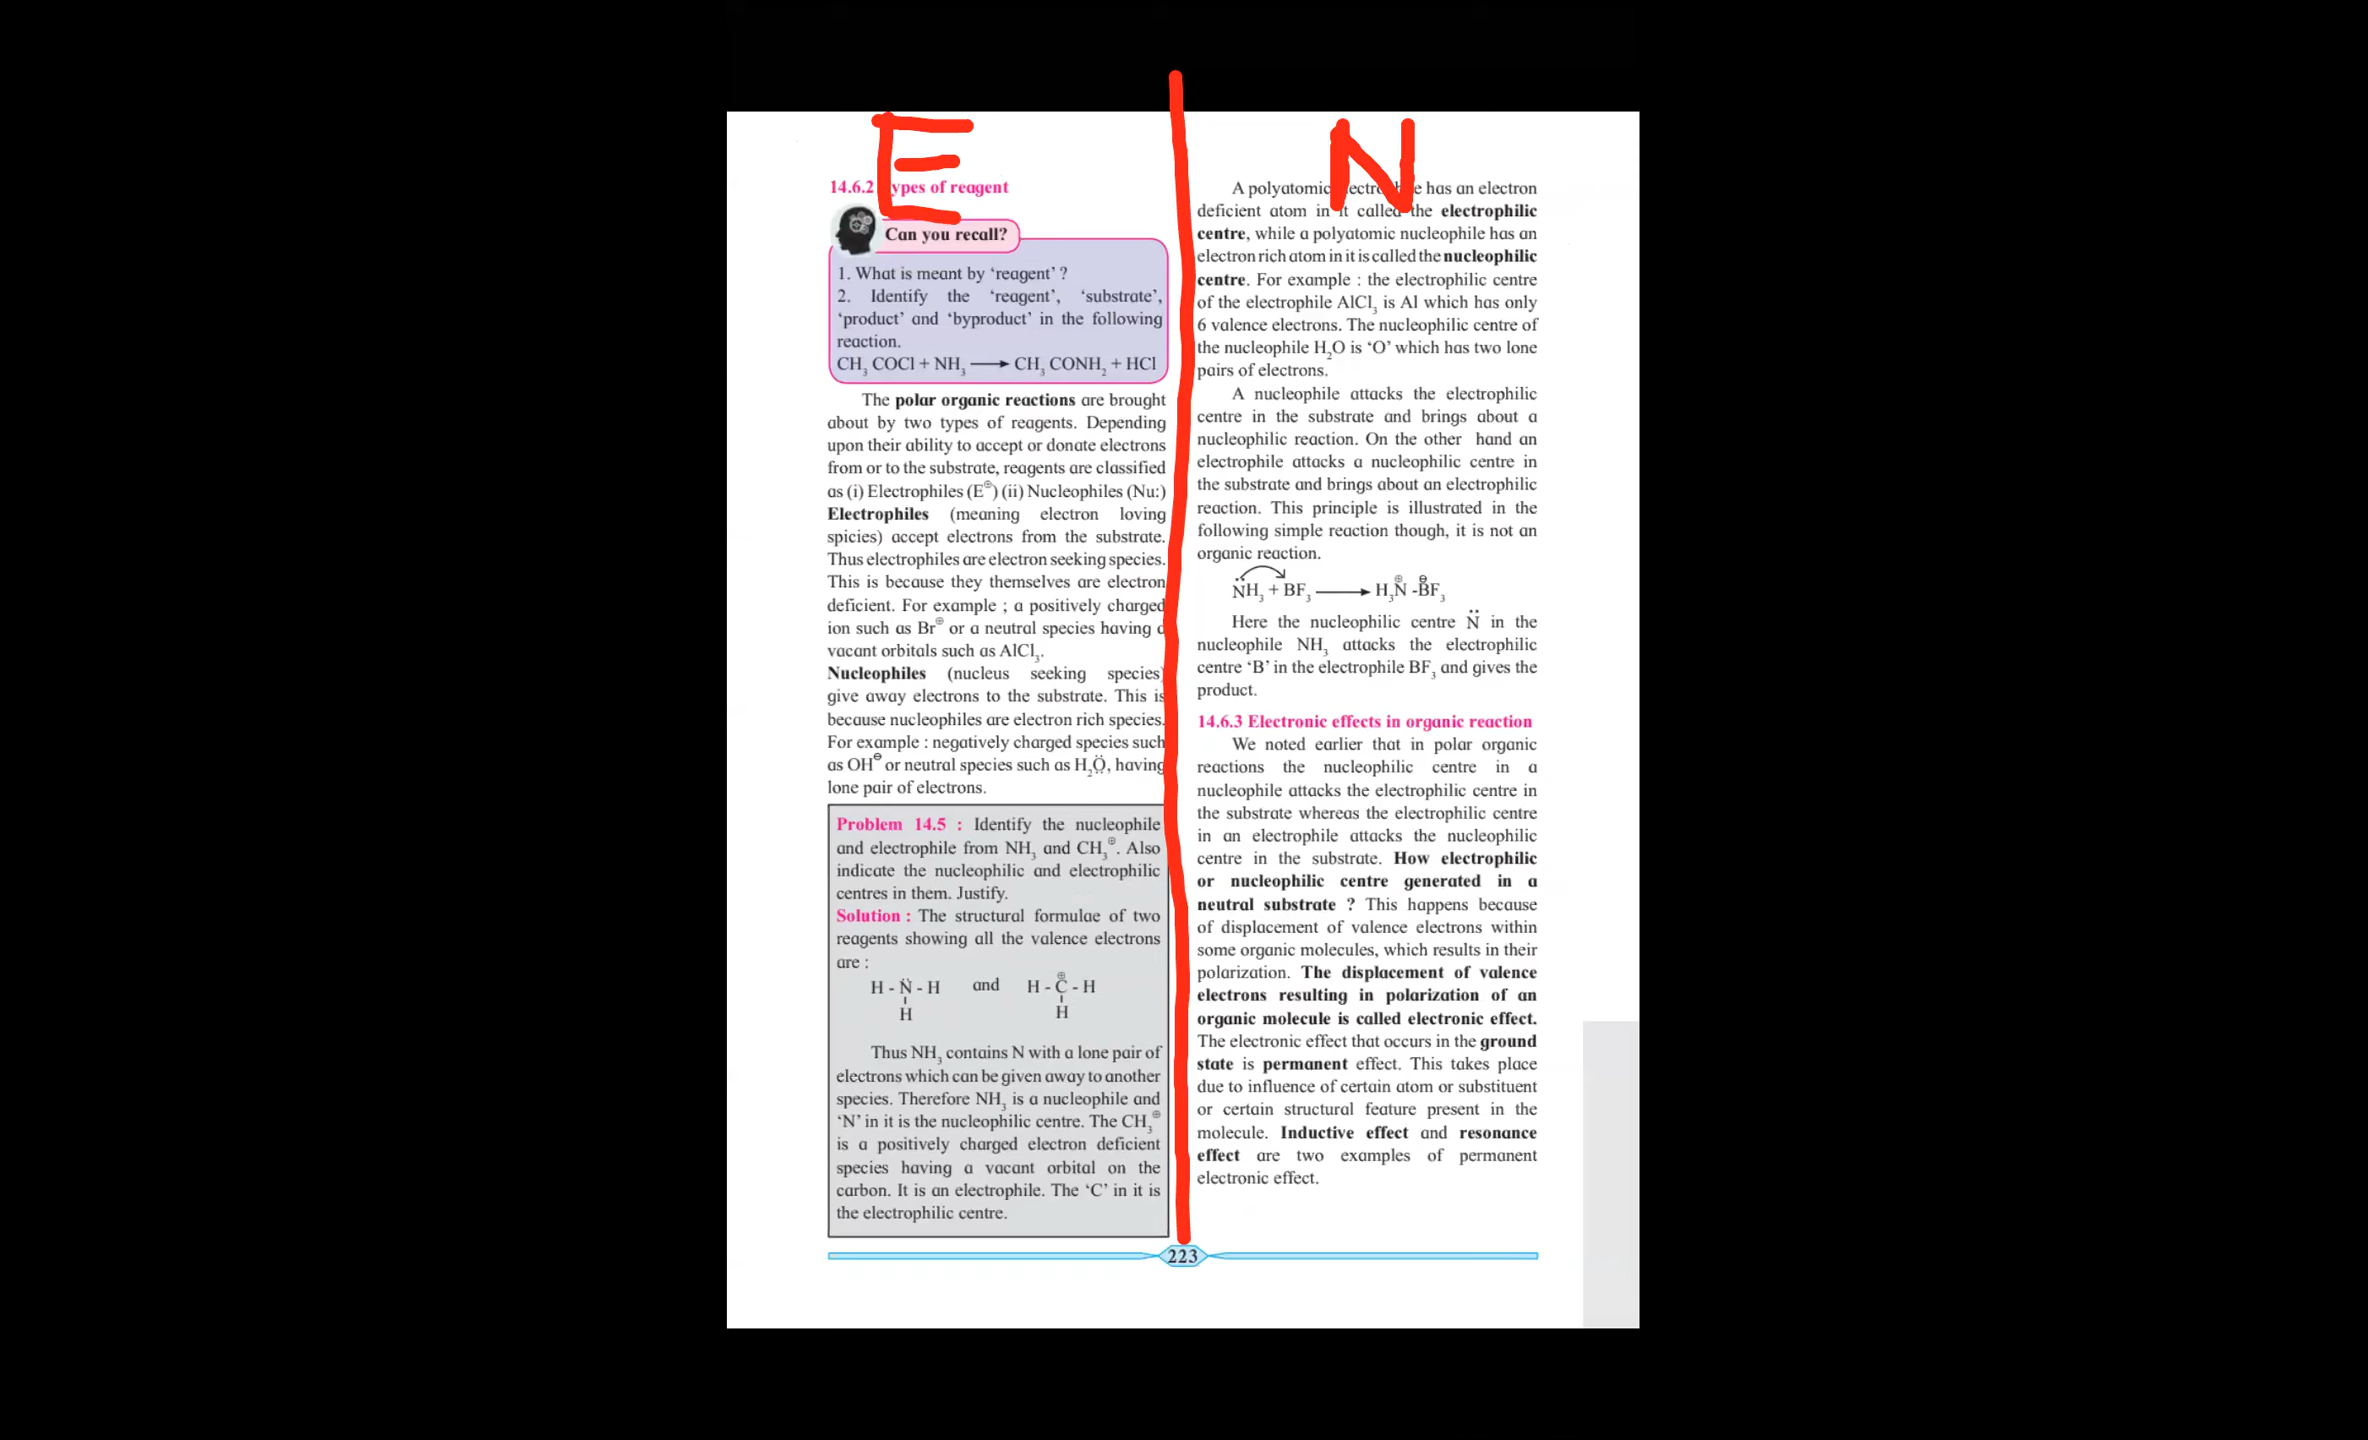 E
N
14.6.2 ypes of reagent
Can you recall?
1. What is meant by ‘reagent’ ?
2. Identify the ‘reagent’, ‘substrate’,
‘product’ and ‘byproduct’ in the following
reaction.
CH₃ COCl + NH₃ ⟶ CH₃ CONH₂ + HCl
The polar organic reactions are brought
about by two types of reagents. Depending
upon their ability to accept or donate electrons
from or to the substrate, reagents are classified
as (i) Electrophiles (E⊕) (ii) Nucleophiles (Nu:)
Electrophiles (meaning electron loving
spicies) accept electrons from the substrate.
Thus electrophiles are electron seeking species.
This is because they themselves are electron
deficient. For example ; a positively charged
ion such as Br⊕ or a neutral species having a
vacant orbitals such as AlCl₃.
Nucleophiles (nucleus seeking species)
give away electrons to the substrate. This is
because nucleophiles are electron rich species.
For example : negatively charged species such
as OH⊖ or neutral species such as H₂Ö, having
lone pair of electrons.
Problem 14.5 : Identify the nucleophile
and electrophile from NH₃ and CH₃⊕. Also
indicate the nucleophilic and electrophilic
centres in them. Justify.
Solution : The structural formulae of two
reagents showing all the valence electrons
are :
H - N̈ - H and H - C⊕ - H
H H
Thus NH₃ contains N with a lone pair of
electrons which can be given away to another
species. Therefore NH₃ is a nucleophile and
‘N’ in it is the nucleophilic centre. The CH₃⊕
is a positively charged electron deficient
species having a vacant orbital on the
carbon. It is an electrophile. The ‘C’ in it is
the electrophilic centre.
A polyatomic has an electron
deficient atom in it called the electrophilic
centre, while a polyatomic nucleophile has an
electron rich atom in it is called the nucleophilic
centre. For example : the electrophilic centre
of the electrophile AlCl₃ is Al which has only
6 valence electrons. The nucleophilic centre of
the nucleophile H₂O is ‘O’ which has two lone
pairs of electrons.
A nucleophile attacks the electrophilic
centre in the substrate and brings about a
nucleophilic reaction. On the other hand an
electrophile attacks a nucleophilic centre in
the substrate and brings about an electrophilic
reaction. This principle is illustrated in the
following simple reaction though, it is not an
organic reaction.
N̈H₃ + BF₃ ⟶ H₃N⊕ -B⊖F₃
Here the nucleophilic centre N̈ in the
nucleophile NH₃ attacks the electrophilic
centre ‘B’ in the electrophile BF₃ and gives the
product.
14.6.3 Electronic effects in organic reaction
We noted earlier that in polar organic
reactions the nucleophilic centre in a
nucleophile attacks the electrophilic centre in
the substrate whereas the electrophilic centre
in an electrophile attacks the nucleophilic
centre in the substrate. How electrophilic
or nucleophilic centre generated in a
neutral substrate ? This happens because
of displacement of valence electrons within
some organic molecules, which results in their
polarization. The displacement of valence
electrons resulting in polarization of an
organic molecule is called electronic effect.
The electronic effect that occurs in the ground
state is permanent effect. This takes place
due to influence of certain atom or substituent
or certain structural feature present in the
molecule. Inductive effect and resonance
effect are two examples of permanent
electronic effect.
223